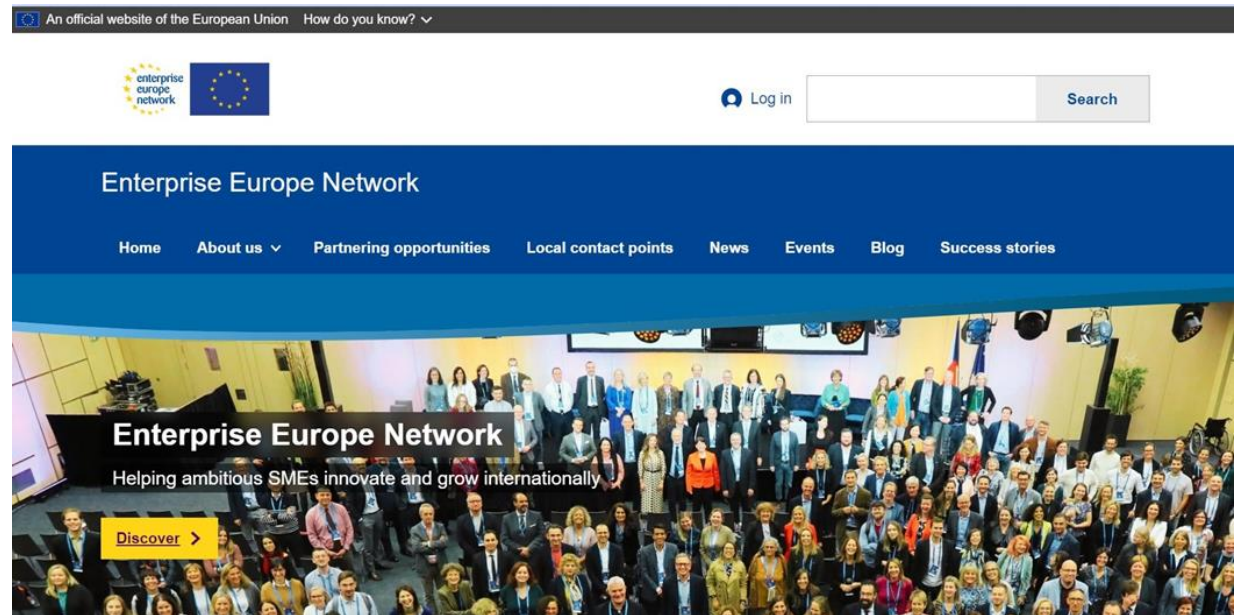 An official website of the European Union How do you know?
enterprise
europe
network
Log in
Search
Enterprise Europe Network
Home About us Partnering opportunities Local contact points News Events Blog Success stories
Enterprise Europe Network
Helping ambitious SMEs innovate and grow internationally
Discover